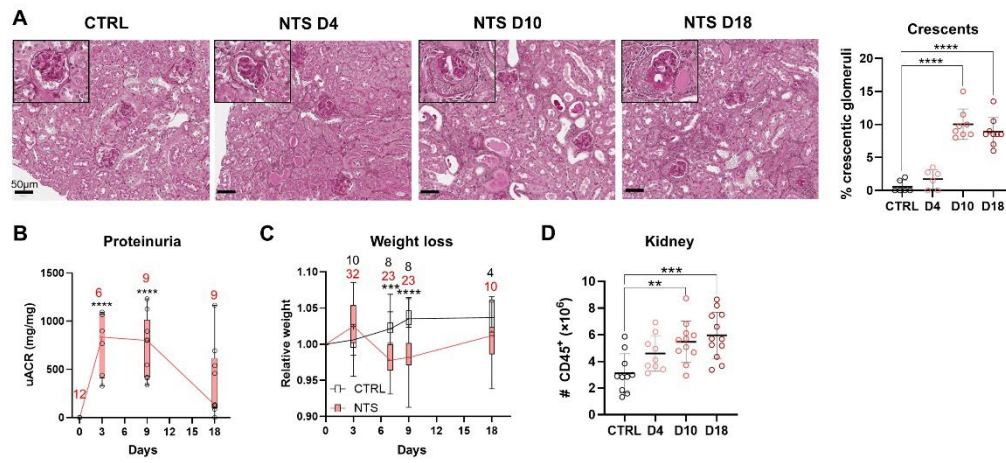 A
CTRL
NTS D4
NTS D10
NTS D18
50µm
Crescents
****
****
% crescentic glomeruli
20
15
10
5
0
CTRL D4 D10 D18
B
Proteinuria
uACR (mg/mg)
1500
1000
500
0
12
6
****
9
****
9
0 3 6 9 12 15 18
Days
C
Weight loss
Relative weight
1.10
1.05
1.00
0.95
0.90
10
32
8
23
***
8
23
****
4
10
CTRL
NTS
0 3 6 9 12 15 18
Days
D
Kidney
***
**
# CD45⁺ (×10⁶)
10
8
6
4
2
0
CTRL D4 D10 D18